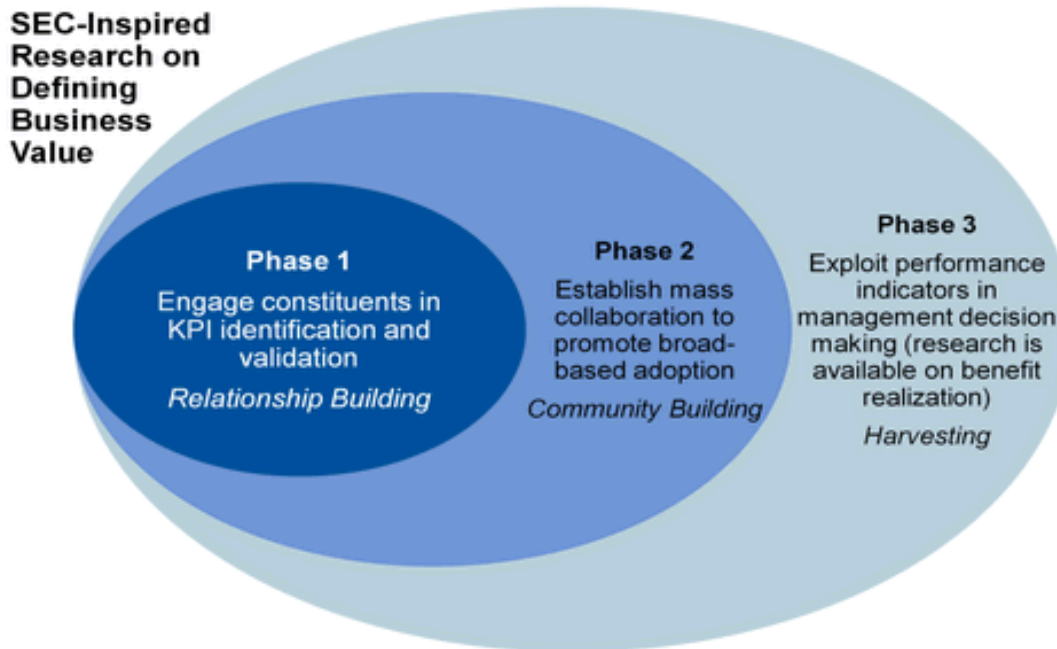 SEC-Inspired
Research on
Defining
Business
Value
Phase 1
Engage constituents in
KPI identification and
validation
Relationship Building
Phase 2
Establish mass
collaboration to
promote broad-
based adoption
Community Building
Phase 3
Exploit performance
indicators in
management decision
making (research is
available on benefit
realization)
Harvesting